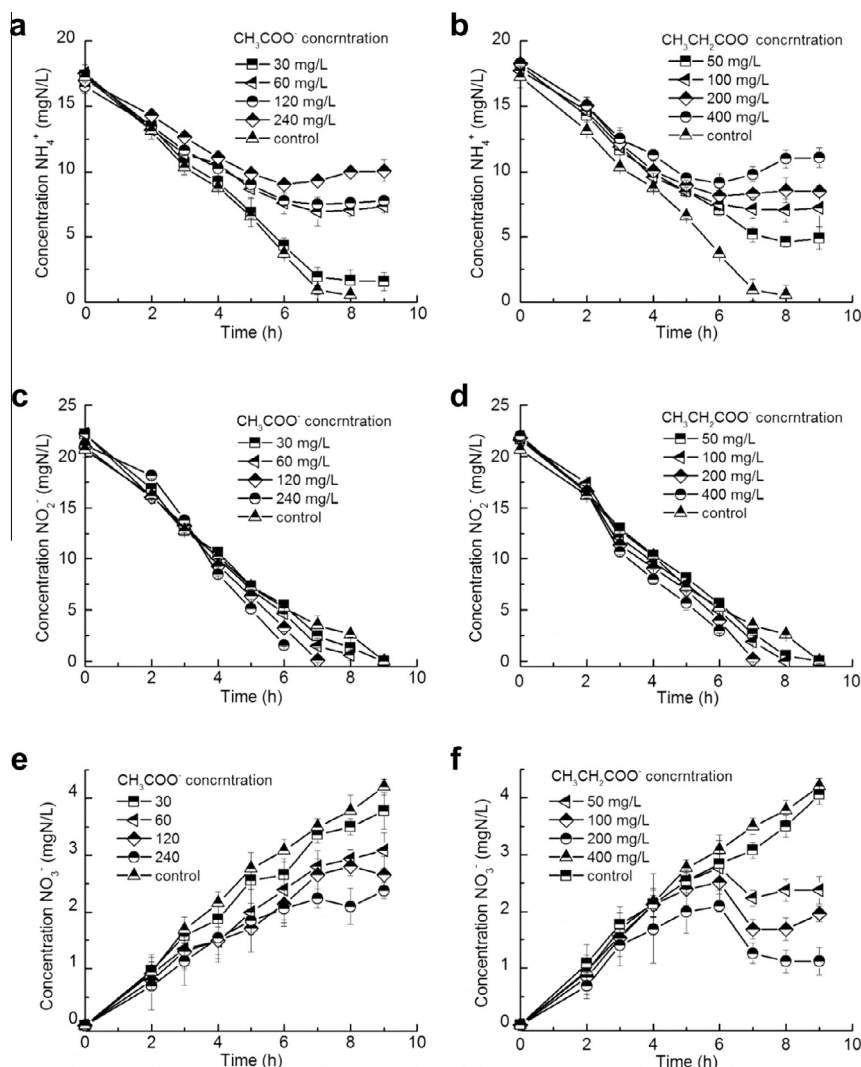 a
CH₃COO⁻ concrntration
30 mg/L
60 mg/L
120 mg/L
240 mg/L
control
Concentration NH₄⁺ (mgN/L)
20
15
10
5
0
0 2 4 6 8 10
Time (h)
b
CH₃CH₂COO⁻ concrntration
50 mg/L
100 mg/L
200 mg/L
400 mg/L
control
Concentration NH₄⁺ (mgN/L)
20
15
10
5
0
0 2 4 6 8 10
Time (h)
c
CH₃COO⁻ concrntration
30 mg/L
60 mg/L
120 mg/L
240 mg/L
control
Concentration NO₂⁻ (mgN/L)
25
20
15
10
5
0
0 2 4 6 8 10
Time (h)
d
CH₃CH₂COO⁻ concrntration
50 mg/L
100 mg/L
200 mg/L
400 mg/L
control
Concentration NO₂⁻ (mgN/L)
25
20
15
10
5
0
0 2 4 6 8 10
Time (h)
e
CH₃COO⁻ concrntration
30
60
120
240
control
Concentration NO₃⁻ (mgN/L)
4
3
2
1
0
0 2 4 6 8 10
Time (h)
f
CH₃CH₂COO⁻ concrntration
50 mg/L
100 mg/L
200 mg/L
400 mg/L
control
Concentration NO₃⁻ (mgN/L)
4
3
2
1
0
0 2 4 6 8 10
Time (h)